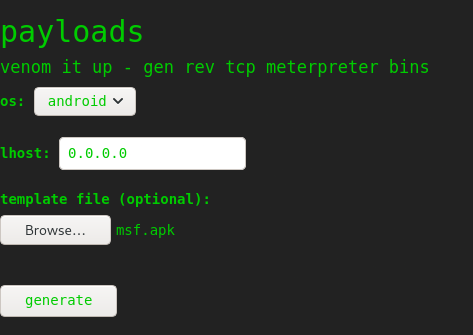 payloads
venom it up - gen rev tcp meterpreter bins
os: android
lhost: 0.0.0.0
template file (optional):
Browse... msf.apk
generate